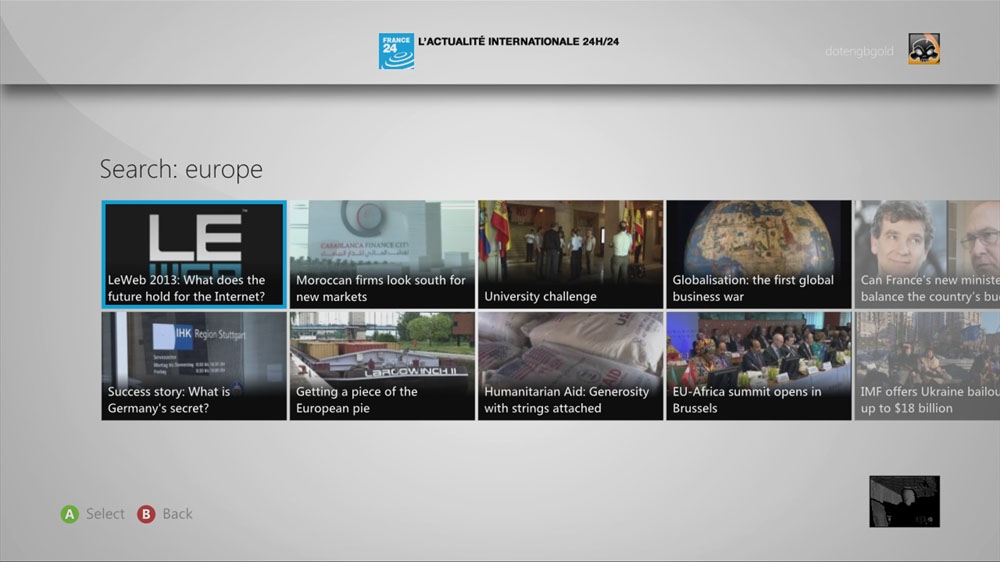 FRANCE
24
L'ACTUALITÉ INTERNATIONALE 24H/24
dotengbgold
Search: europe
LE
WEB
™
LeWeb 2013: What does the
future hold for the Internet?
CASABLANCA FINANCE CITY
Moroccan firms look south for
new markets
University challenge
Globalisation: the first global
business war
Can France's new ministe
balance the country's bu
IHK Region Stuttgart
Success story: What is
Germany's secret?
LARGOWINCH II
Getting a piece of the
European pie
Humanitarian Aid: Generosity
with strings attached
EU-Africa summit opens in
Brussels
IMF offers Ukraine bailou
up to $18 billion
A Select B Back